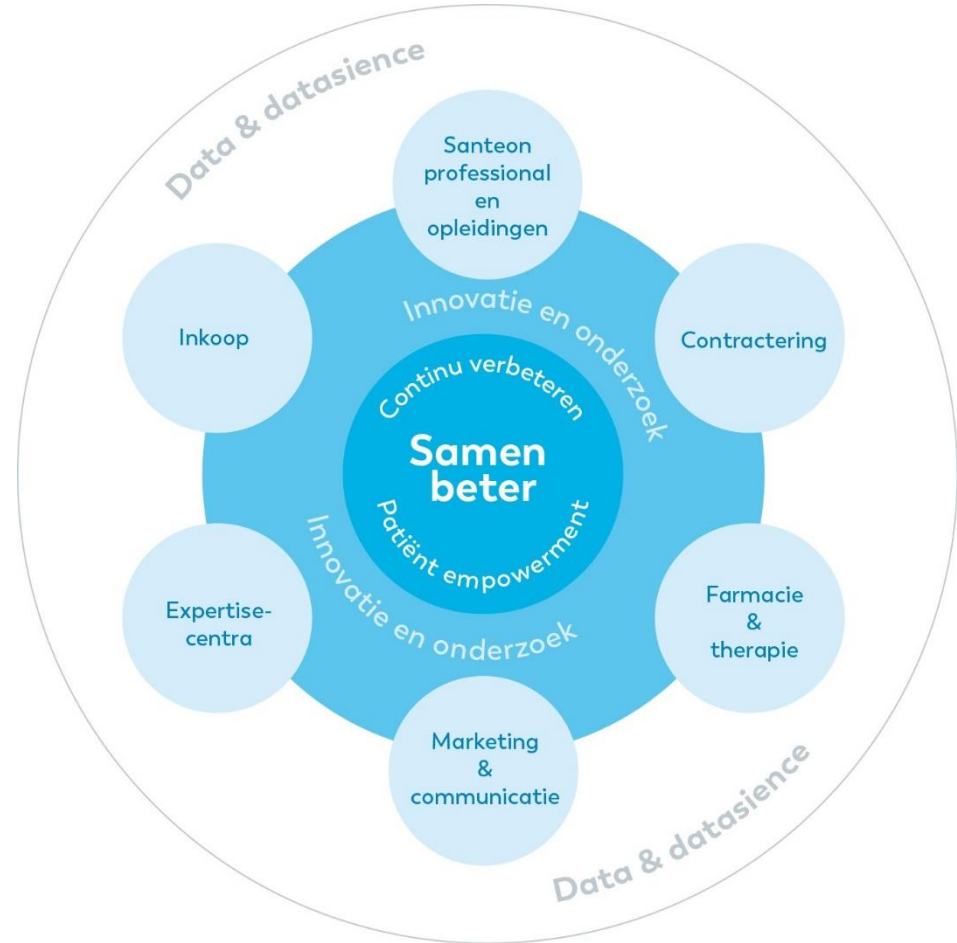 Data & datasience
Santeon
professional
en
opleidingen
Inkoop
Contractering
Innovatie en onderzoek
Continu verbeteren
Samen
beter
Patiënt empowerment
Innovatie en onderzoek
Expertise-
centra
Farmacie
&
therapie
Marketing
&
communicatie
Data & datasience